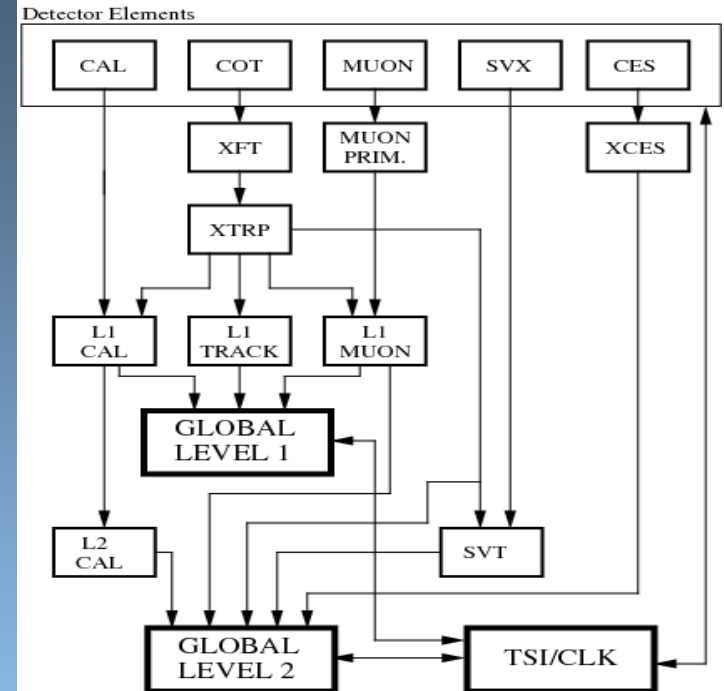 Detector Elements
CAL
COT
MUON
SVX
CES
XFT
MUON
PRIM.
XCES
XTRP
L1
CAL
L1
TRACK
L1
MUON
GLOBAL
LEVEL 1
L2
CAL
SVT
GLOBAL
LEVEL 2
TSI/CLK